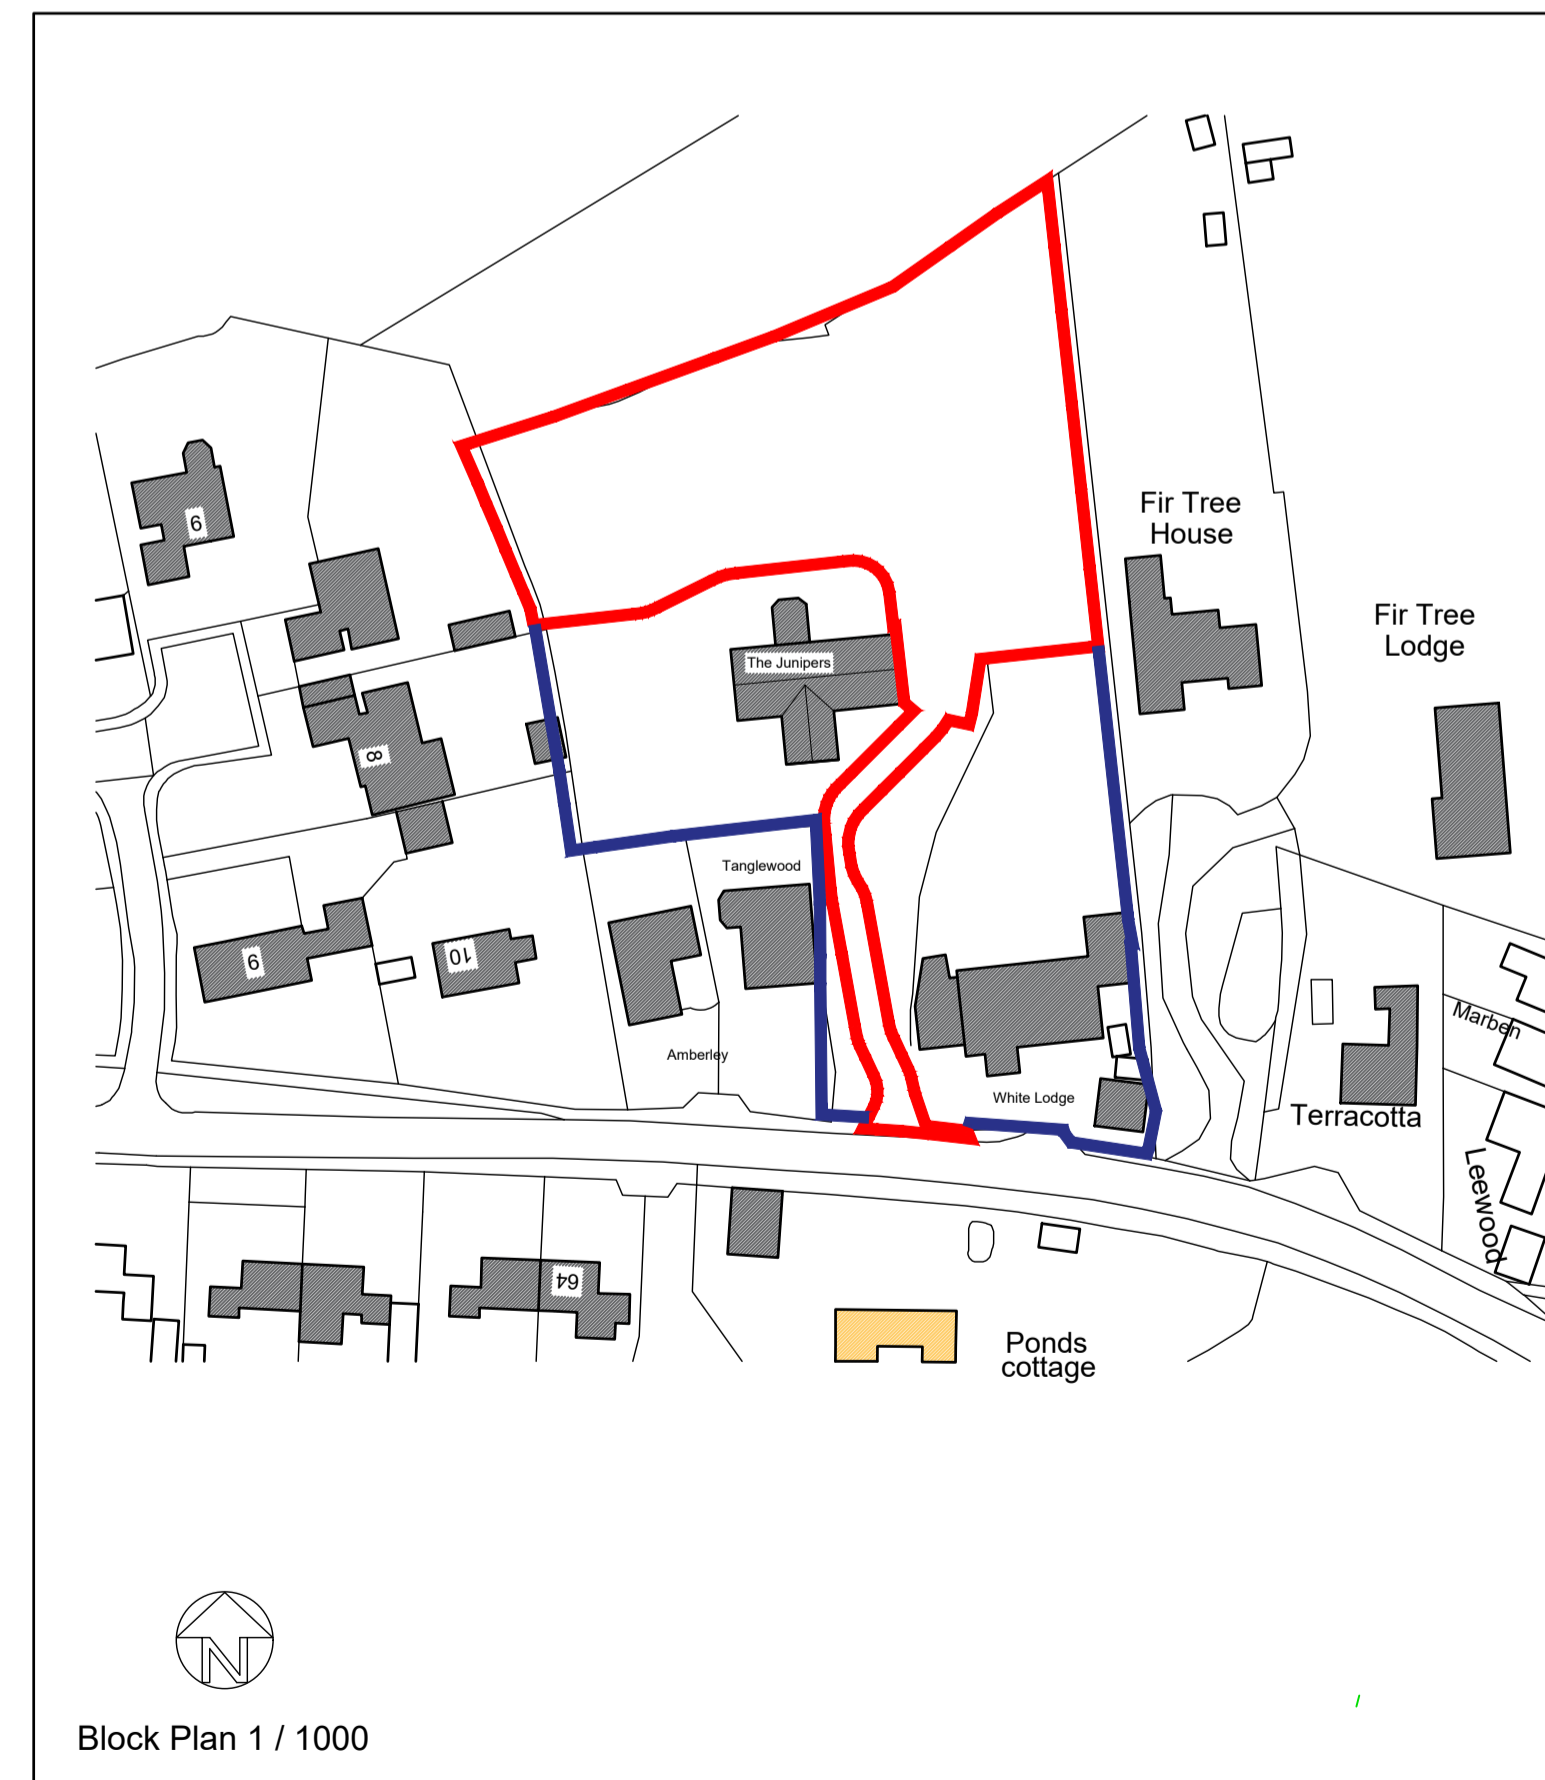 Fir Tree
House
6
Fir Tree
Lodge
The Junipers
8
Tanglewood
9
10
Marben
Amberley
White Lodge
Terracotta
Leewood
64
Ponds
cottage
N
Block Plan 1 / 1000